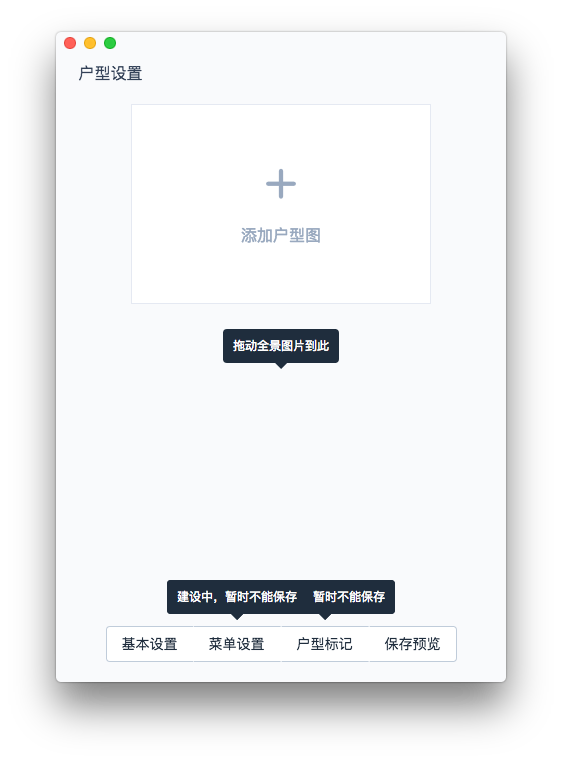 户型设置
添加户型图
拖动全景图片到此
建设中，暂时不能保存 暂时不能保存
基本设置 菜单设置 户型标记 保存预览